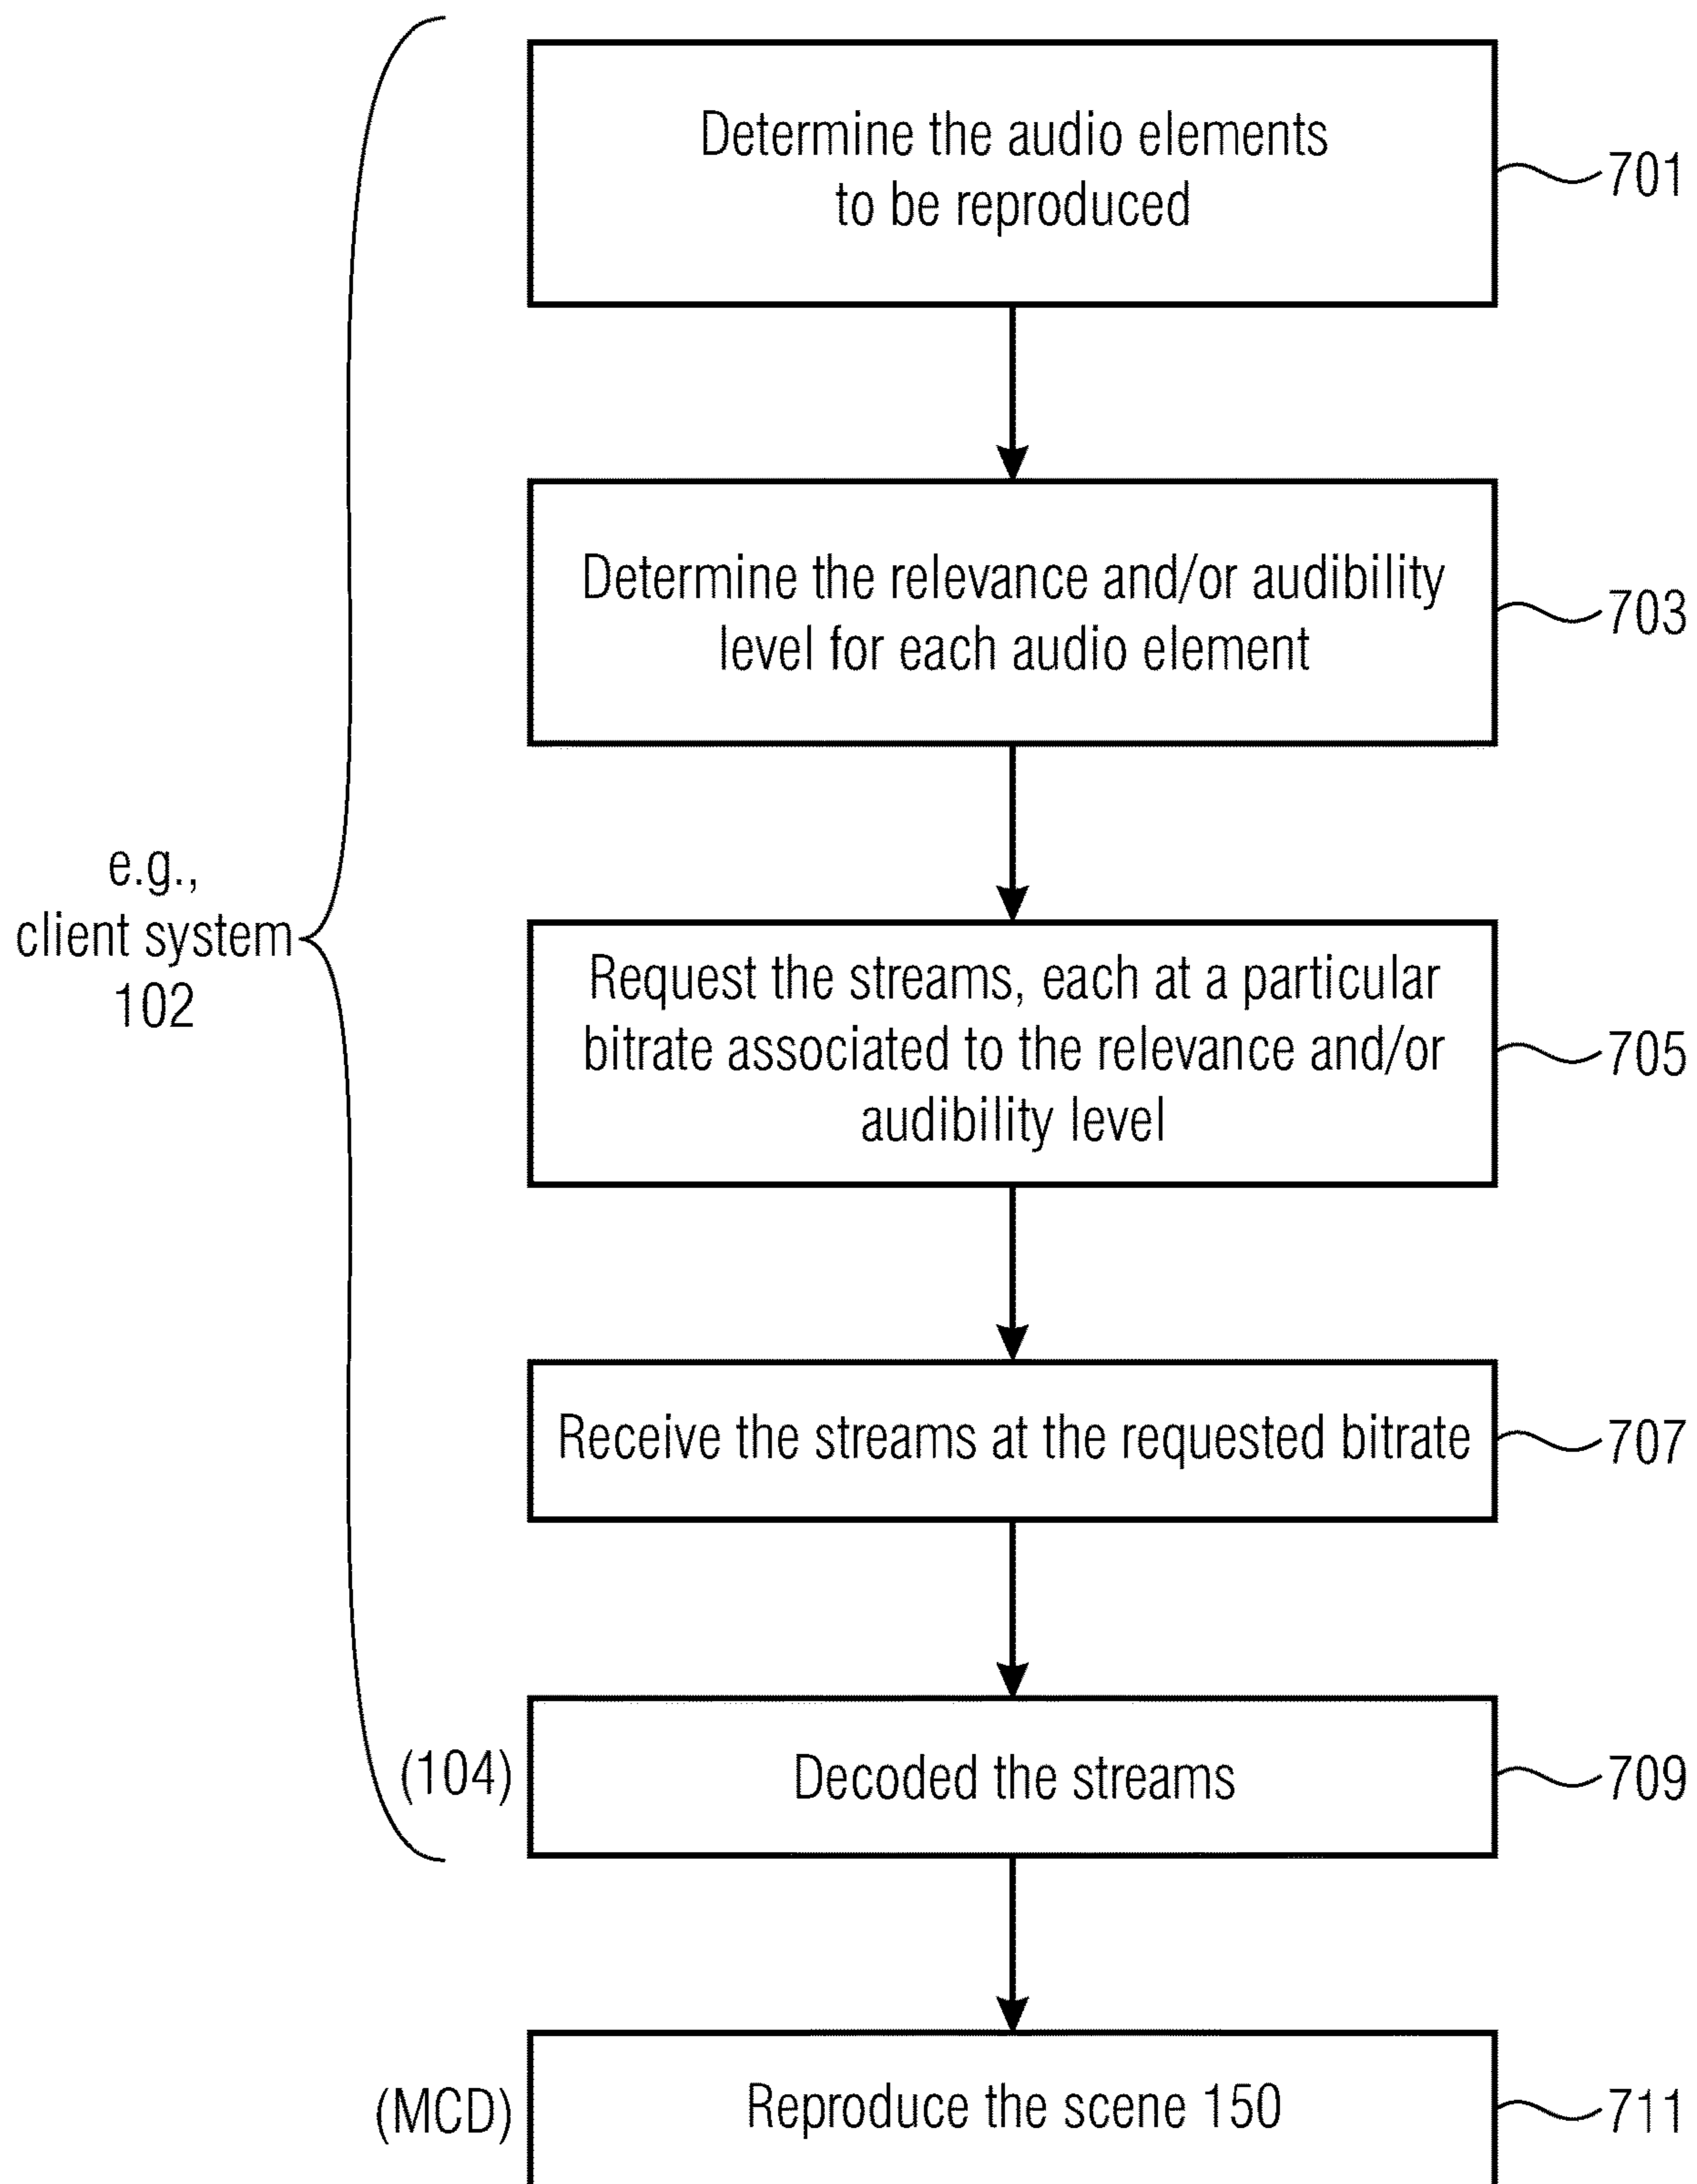 Determine the audio elements
to be reproduced
701
Determine the relevance and/or audibility
level for each audio element
703
e.g.,
client system
102
Request the streams, each at a particular
bitrate associated to the relevance and/or
audibility level
705
Receive the streams at the requested bitrate
707
(104)
Decoded the streams
709
(MCD)
Reproduce the scene 150
711